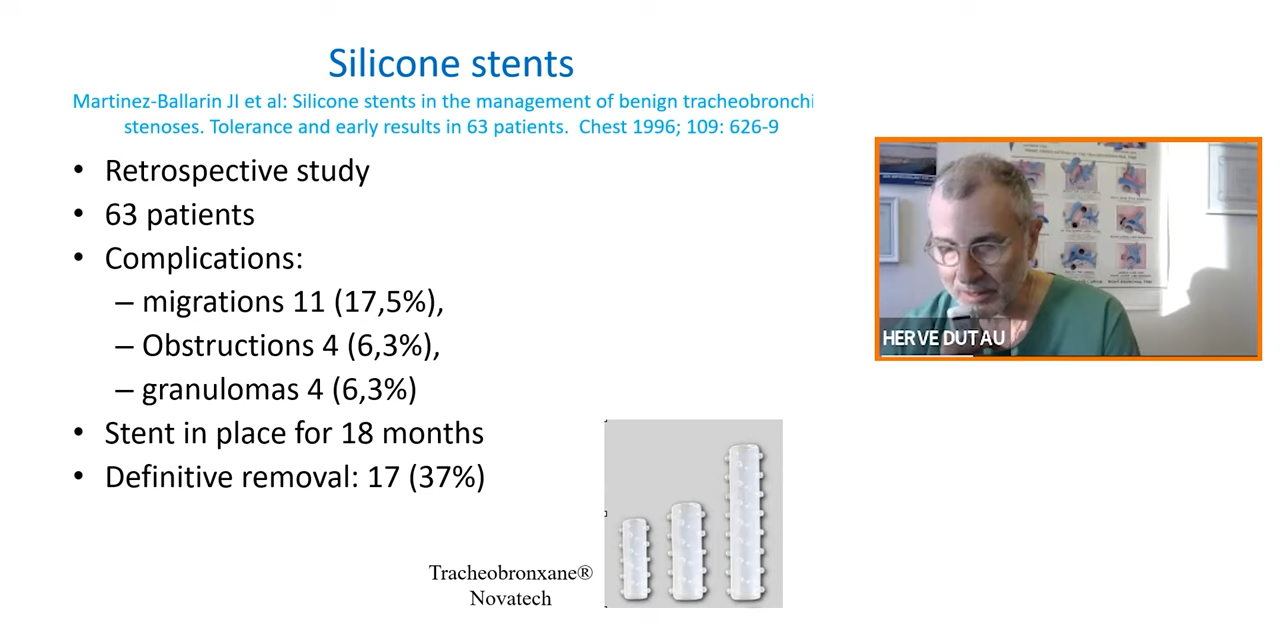 Silicone stents
Martinez-Ballarin JI et al: Silicone stents in the management of benign tracheobronchi
stenoses. Tolerance and early results in 63 patients.  Chest 1996; 109: 626-9
• Retrospective study
• 63 patients
• Complications:
– migrations 11 (17,5%),
– Obstructions 4 (6,3%),
– granulomas 4 (6,3%)
• Stent in place for 18 months
• Definitive removal: 17 (37%)
Tracheobronxane®
Novatech
HERVE DUTAU